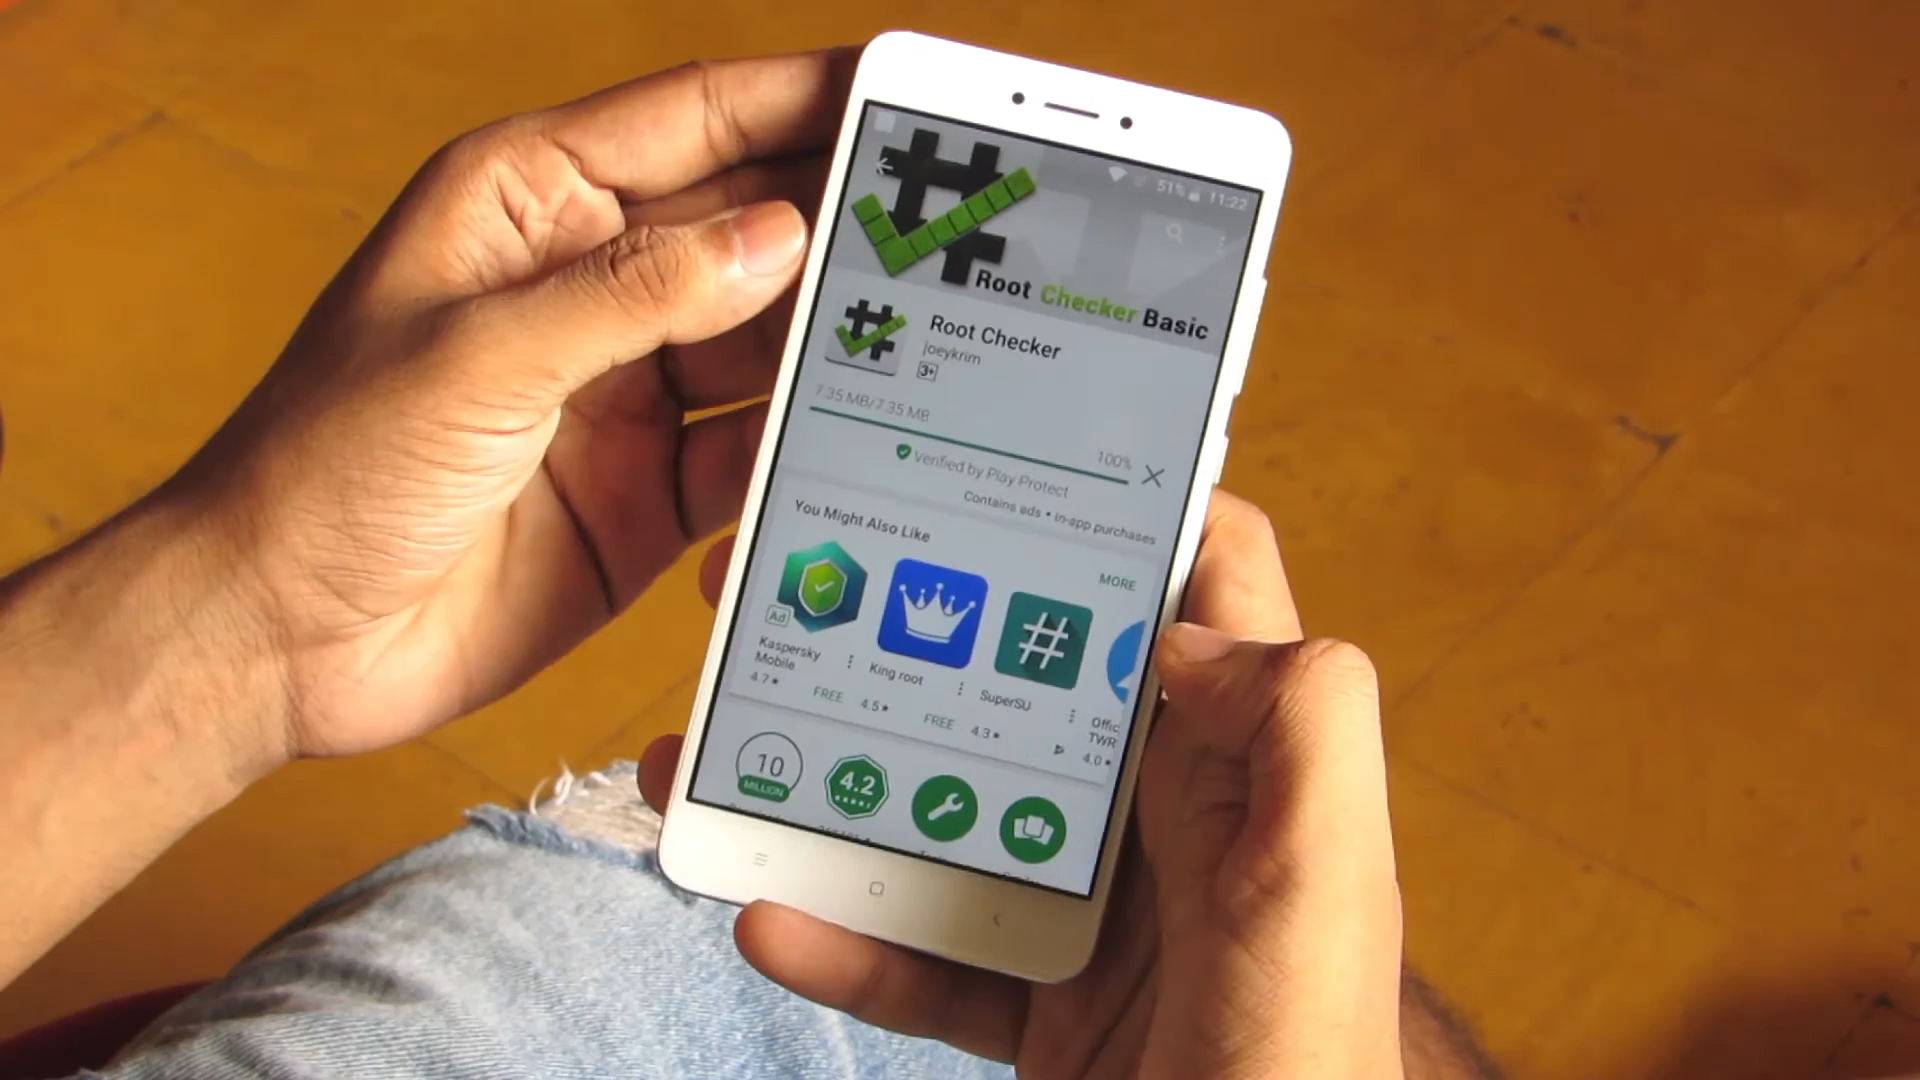 51% 11:22
Root Checker Basic
Root Checker
joeykrim
3+
7.35 MB/7.35 MB
100%
Verified by Play Protect
Contains ads • In-app purchases
You Might Also Like
MORE
Ad
Kaspersky
Mobile
4.7★ FREE
King root
4.5★ FREE
SuperSU
4.3★
Offic
TWR
4.0★
10
MILLION
4.2